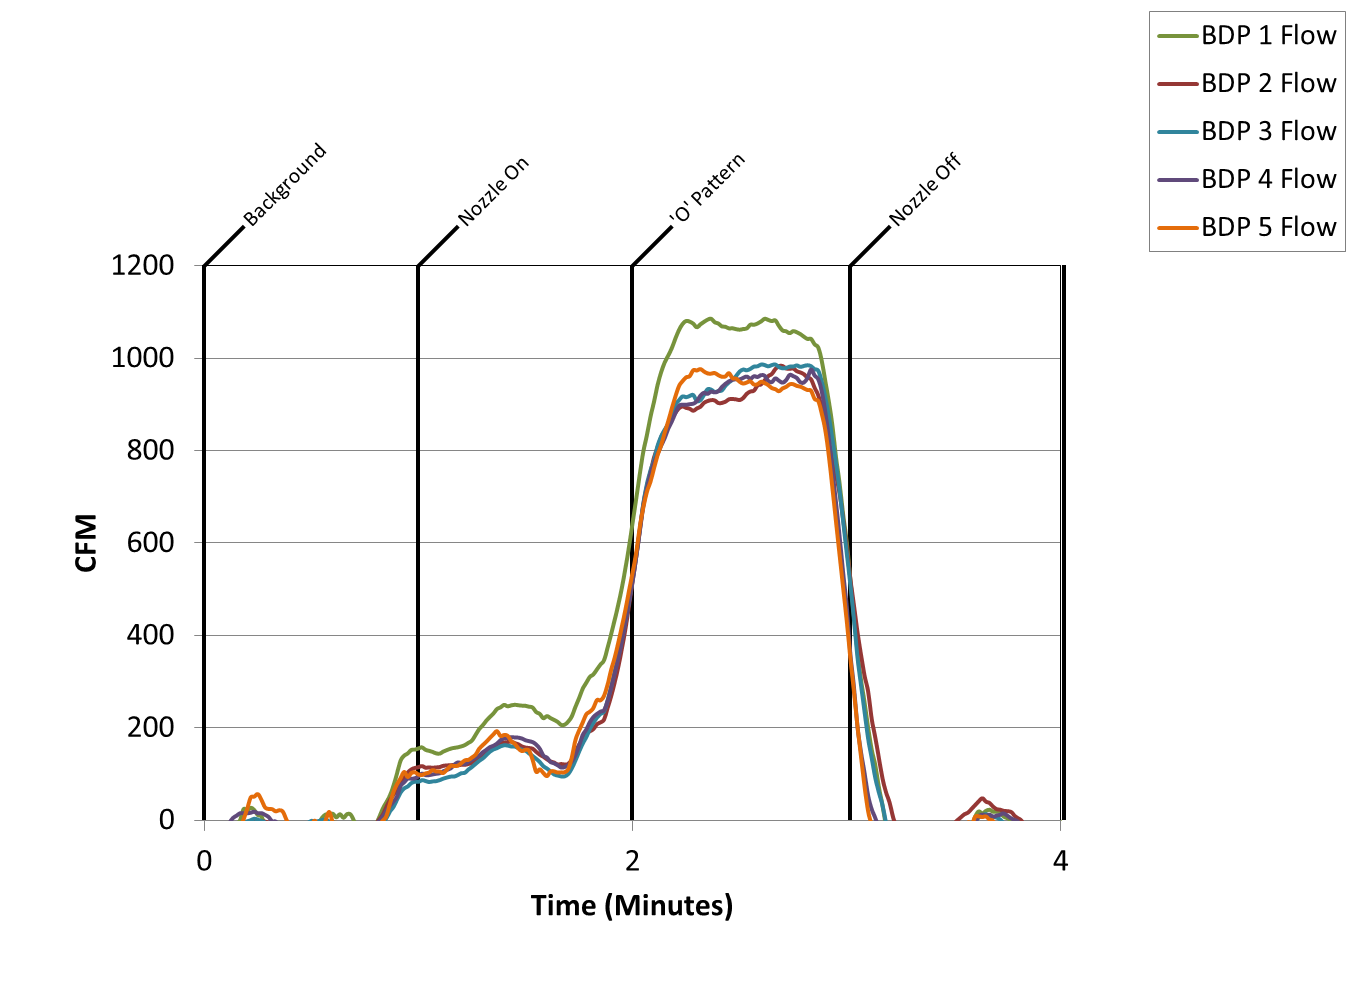 BDP 1 Flow
BDP 2 Flow
BDP 3 Flow
BDP 4 Flow
BDP 5 Flow
Background
Nozzle On
'O' Pattern
Nozzle Off
1200
1000
800
600
400
200
0
CFM
0 2 4
Time (Minutes)